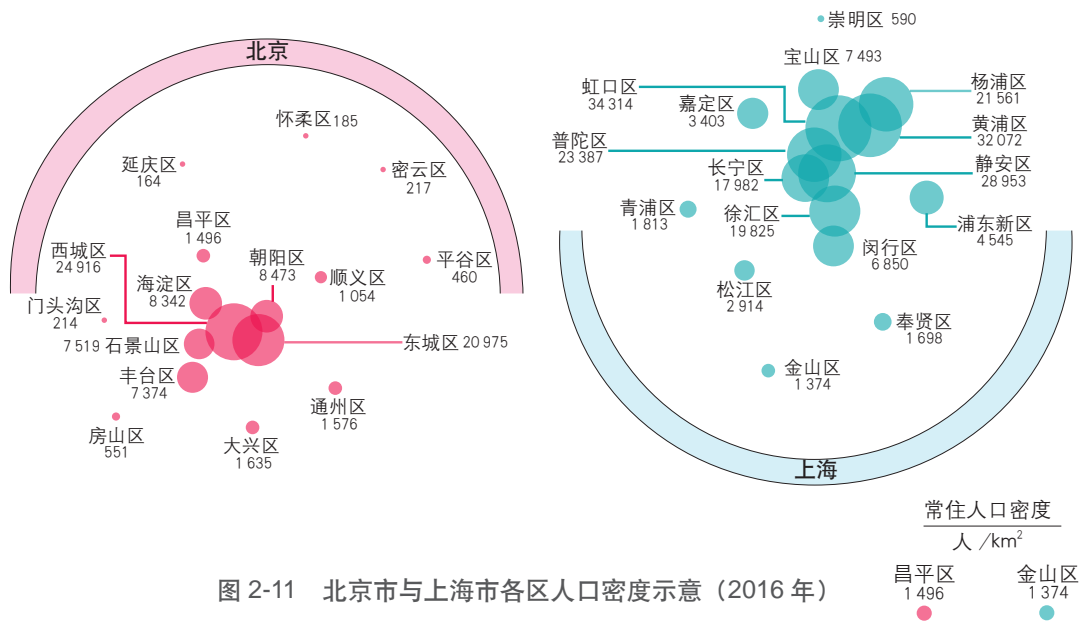 北京
怀柔区 185
延庆区
164
密云区
217
昌平区
1 496
西城区
24 916
朝阳区
8 473
平谷区
460
海淀区
8 342
顺义区
1 054
门头沟区
214
7 519 石景山区
东城区 20 975
丰台区
7 374
通州区
1 576
房山区
551
大兴区
1 635
崇明区 590
宝山区 7 493
虹口区
34 314
嘉定区
3 403
杨浦区
21 561
黄浦区
32 072
普陀区
23 387
长宁区
17 982
静安区
28 953
青浦区
1 813
徐汇区
19 825
浦东新区
4 545
闵行区
6 850
松江区
2 914
奉贤区
1 698
金山区
1 374
上海
常住人口密度
人 /km²
昌平区
1 496
金山区
1 374
图 2-11 北京市与上海市各区人口密度示意（2016 年）